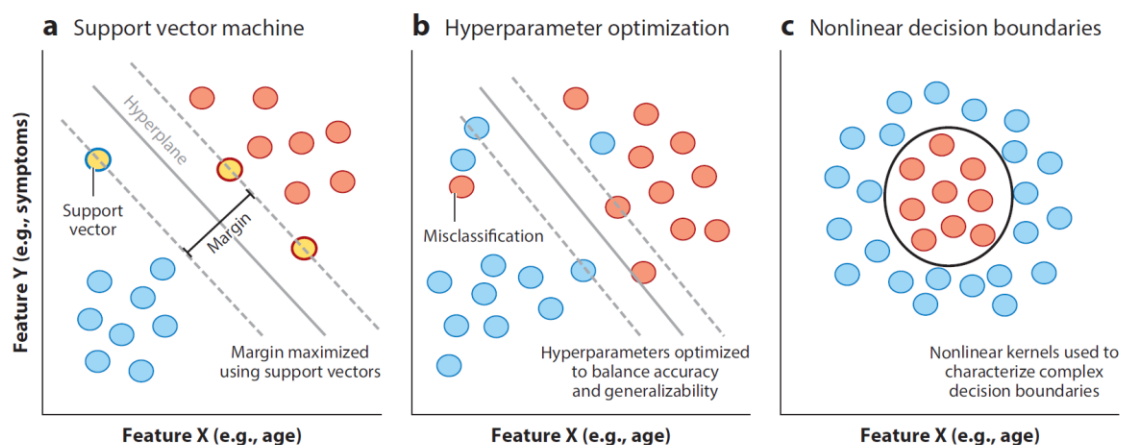 a Support vector machine
Feature Y (e.g., symptoms)
Hyperplane
Support
vector
Margin
Margin maximized
using support vectors
Feature X (e.g., age)
b Hyperparameter optimization
Misclassification
Hyperparameters optimized
to balance accuracy
and generalizability
Feature X (e.g., age)
c Nonlinear decision boundaries
Nonlinear kernels used to
characterize complex
decision boundaries
Feature X (e.g., age)